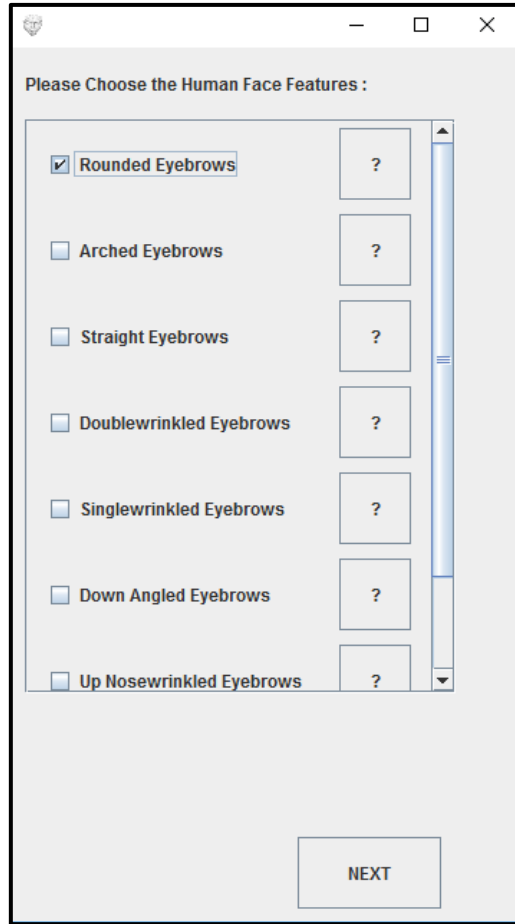 Please Choose the Human Face Features :
Rounded Eyebrows ?
Arched Eyebrows ?
Straight Eyebrows ?
Doublewrinkled Eyebrows ?
Singlewrinkled Eyebrows ?
Down Angled Eyebrows ?
Up Nosewrinkled Eyebrows ?
NEXT